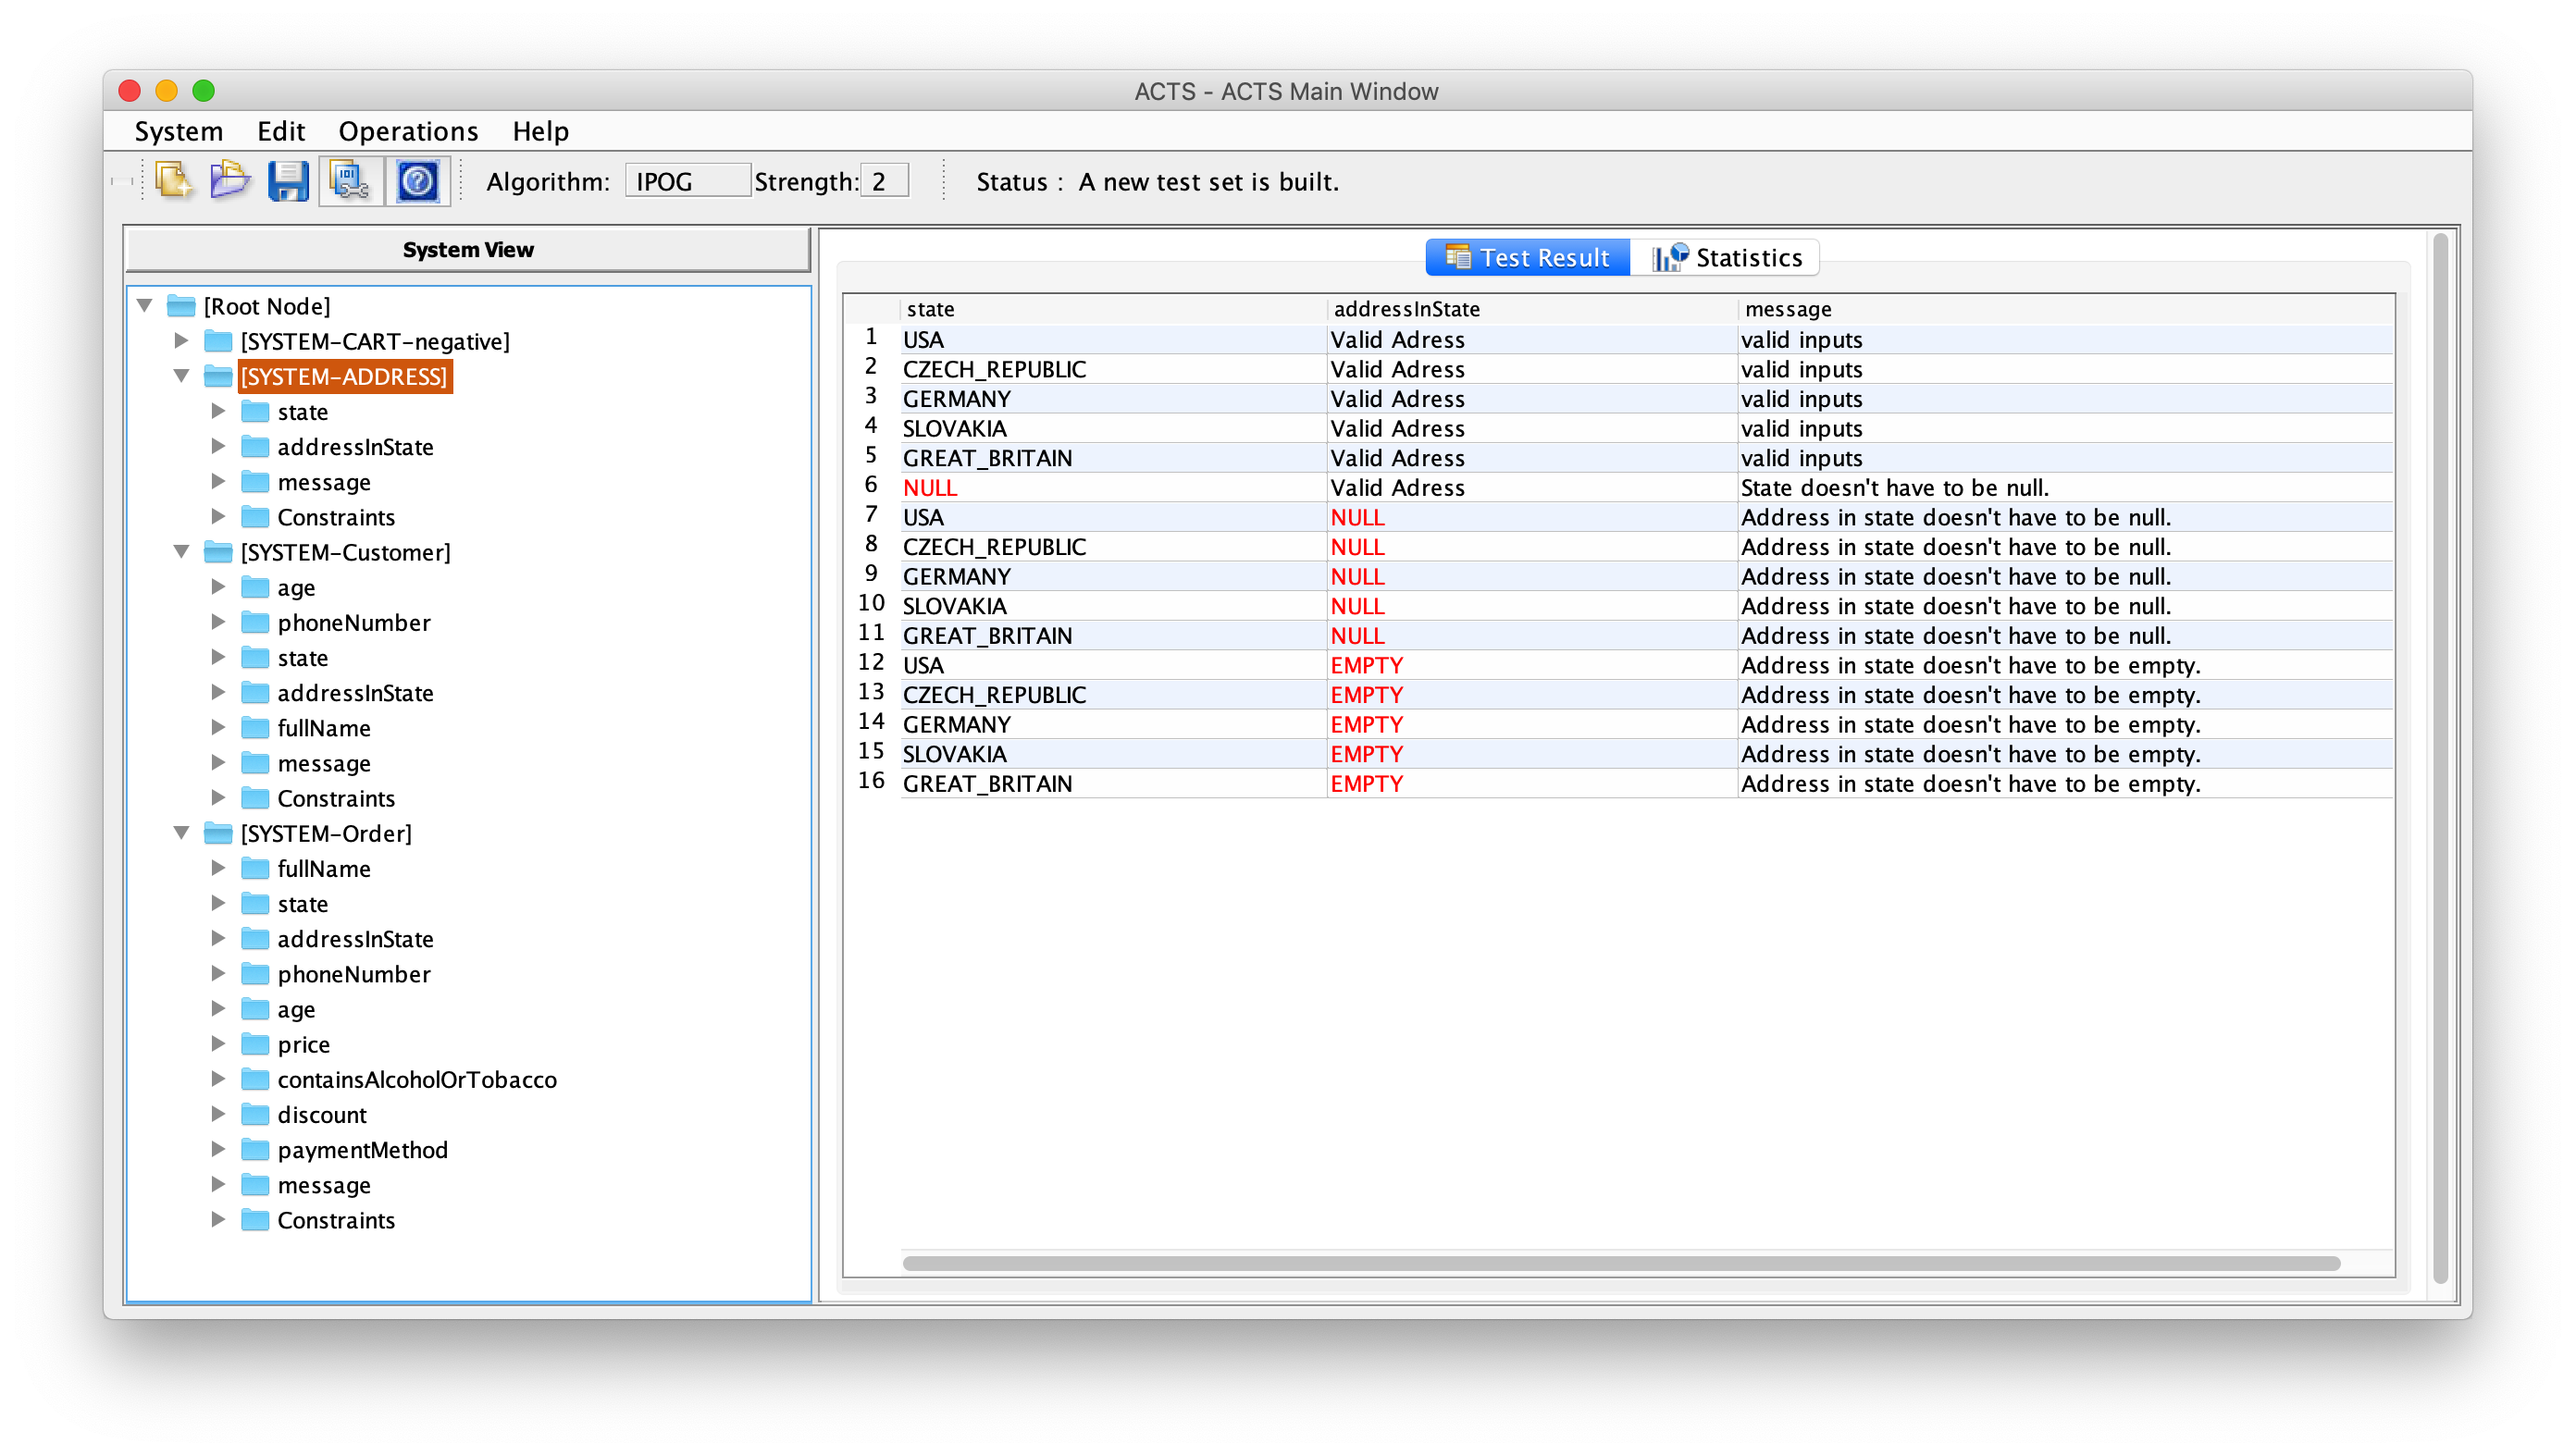 ACTS - ACTS Main Window
System Edit Operations Help
Algorithm: IPOG Strength: 2 Status : A new test set is built.
System View
[Root Node]
[SYSTEM-CART-negative]
[SYSTEM-ADDRESS]
state
addressInState
message
Constraints
[SYSTEM-Customer]
age
phoneNumber
state
addressInState
fullName
message
Constraints
[SYSTEM-Order]
fullName
state
addressInState
phoneNumber
age
price
containsAlcoholOrTobacco
discount
paymentMethod
message
Constraints
Test Result Statistics
state addressInState message
1 USA Valid Adress valid inputs
2 CZECH_REPUBLIC Valid Adress valid inputs
3 GERMANY Valid Adress valid inputs
4 SLOVAKIA Valid Adress valid inputs
5 GREAT_BRITAIN Valid Adress valid inputs
6 NULL Valid Adress State doesn't have to be null.
7 USA NULL Address in state doesn't have to be null.
8 CZECH_REPUBLIC NULL Address in state doesn't have to be null.
9 GERMANY NULL Address in state doesn't have to be null.
10 SLOVAKIA NULL Address in state doesn't have to be null.
11 GREAT_BRITAIN NULL Address in state doesn't have to be null.
12 USA EMPTY Address in state doesn't have to be empty.
13 CZECH_REPUBLIC EMPTY Address in state doesn't have to be empty.
14 GERMANY EMPTY Address in state doesn't have to be empty.
15 SLOVAKIA EMPTY Address in state doesn't have to be empty.
16 GREAT_BRITAIN EMPTY Address in state doesn't have to be empty.